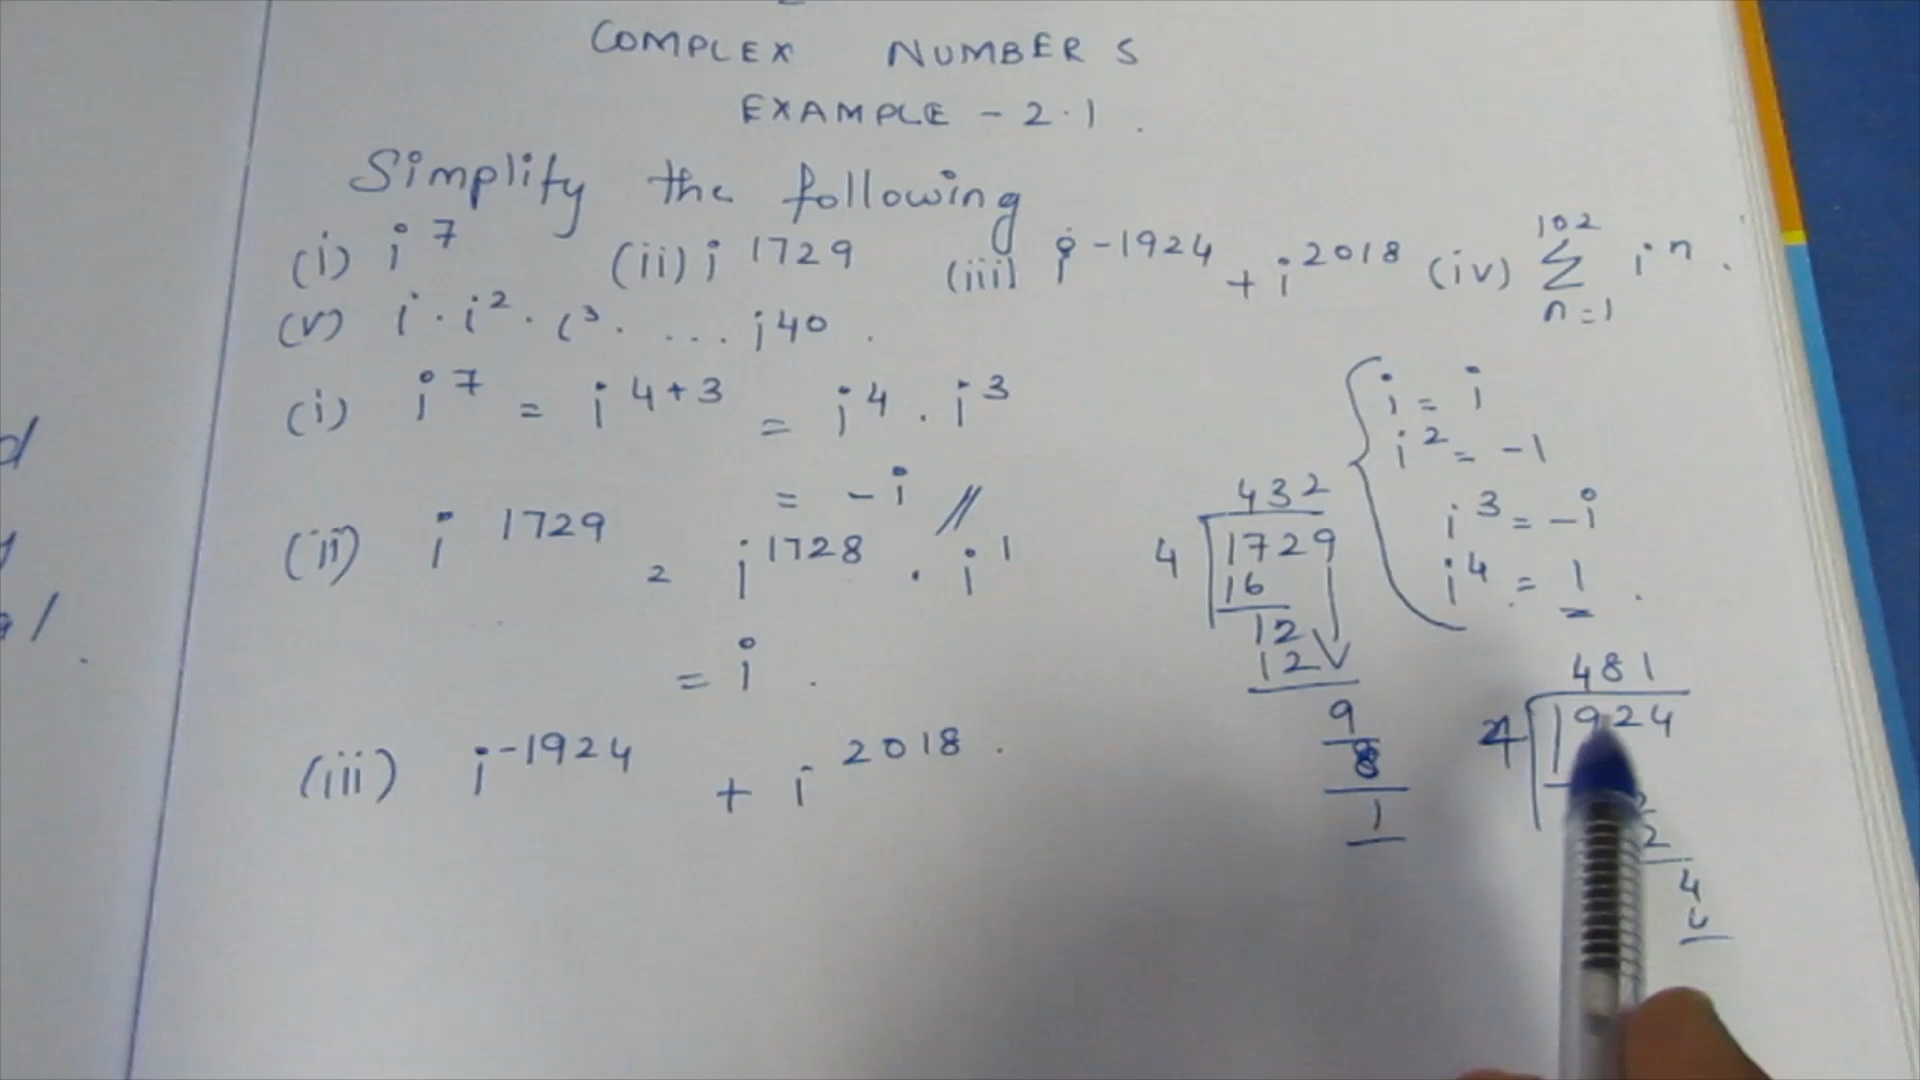 COMPLEX NUMBERS
EXAMPLE - 2.1.
Simplify the following
(i) i^7 (ii) i^1729 (iii) i^-1924 + i^2018 (iv) 102 Σ n=1 i^n.
(v) i . i^2 . i^3 . ... i^40.
(i) i^7 = i^4+3 = i^4 . i^3
= -i //
(ii) i^1729 = i^1728 . i^1
= i.
(iii) i^-1924 + i^2018.
i = i
i^2 = -1
i^3 = -i
i^4 = 1.
432
4 1729
16
12
12
9
8
1
481
4 1924
2
4
d